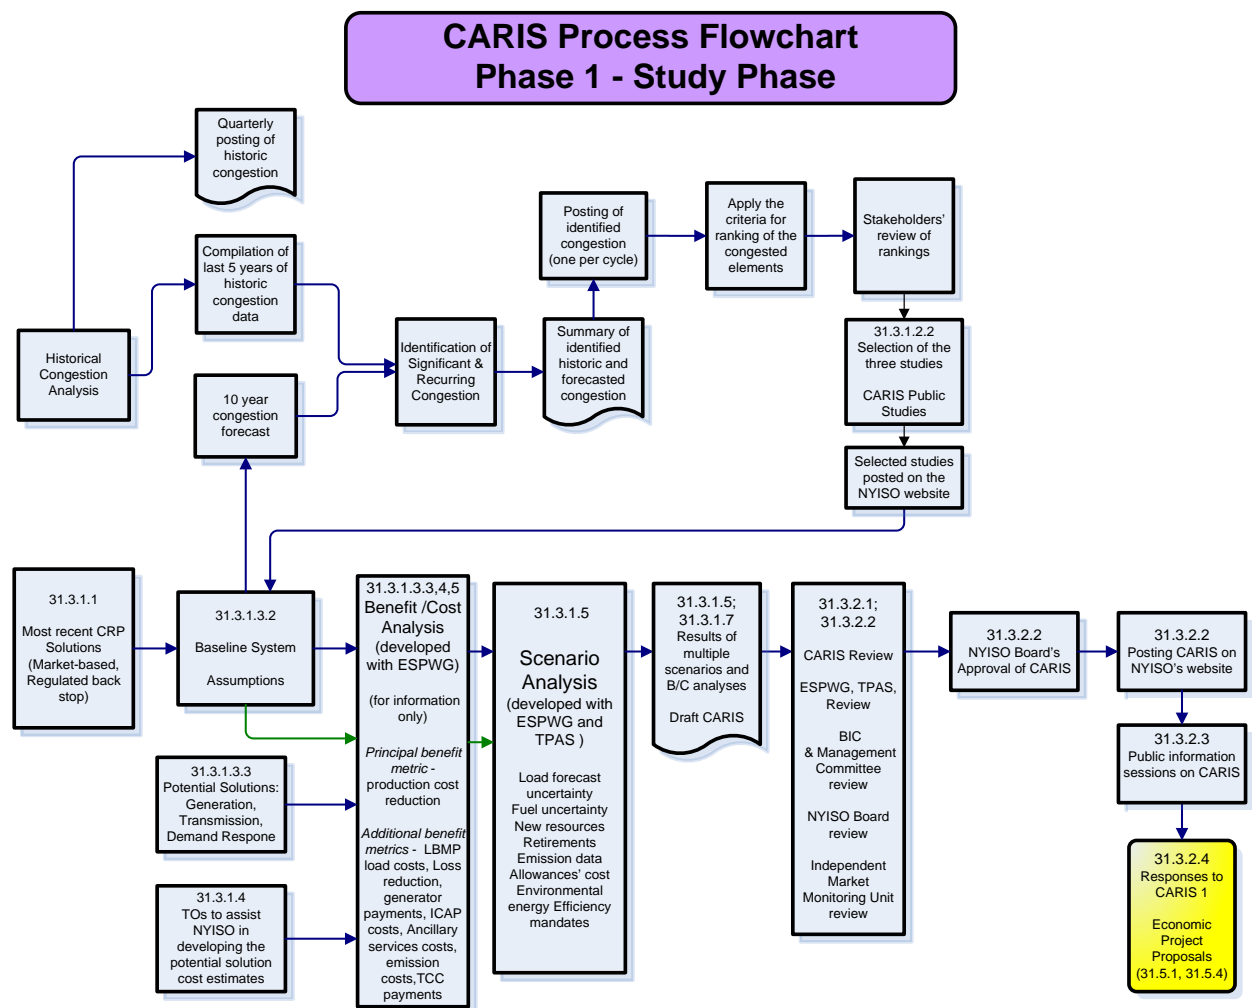 CARIS Process Flowchart
Phase 1 - Study Phase
Quarterly
posting of
historic
congestion
Compilation of
last 5 years of
historic
congestion
data
Historical
Congestion
Analysis
10 year
congestion
forecast
Identification of
Significant &
Recurring
Congestion
Posting of
identified
congestion
(one per cycle)
Summary of
identified
historic and
forecasted
congestion
Apply the
criteria for
ranking of the
congested
elements
Stakeholders'
review of
rankings
31.3.1.2.2
Selection of the
three studies
CARIS Public
Studies
Selected studies
posted on the
NYISO website
31.3.1.1
Most recent CRP
Solutions
(Market-based,
Regulated back
stop)
31.3.1.3.2
Baseline System
Assumptions
31.3.1.3.3
Potential Solutions:
Generation,
Transmission,
Demand Respone
31.3.1.4
TOs to assist
NYISO in
developing the
potential solution
cost estimates
31.3.1.3.3,4,5
Benefit /Cost
Analysis
(developed
with ESPWG)
(for information
only)
Principal benefit
metric -
production cost
reduction
Additional benefit
metrics - LBMP
load costs, Loss
reduction,
generator
payments, ICAP
costs, Ancillary
services costs,
emission
costs,TCC
payments
31.3.1.5
Scenario
Analysis
(developed with
ESPWG and
TPAS )
Load forecast
uncertainty
Fuel uncertainty
New resources
Retirements
Emission data
Allowances' cost
Environmental
energy Efficiency
mandates
31.3.1.5;
31.3.1.7
Results of
multiple
scenarios and
B/C analyses
Draft CARIS
31.3.2.1;
31.3.2.2
CARIS Review
ESPWG, TPAS,
Review
BIC
& Management
Committee
review
NYISO Board
review
Independent
Market
Monitoring Unit
review
31.3.2.2
NYISO Board's
Approval of CARIS
31.3.2.2
Posting CARIS on
NYISO's website
31.3.2.3
Public information
sessions on CARIS
31.3.2.4
Responses to
CARIS 1
Economic
Project
Proposals
(31.5.1, 31.5.4)